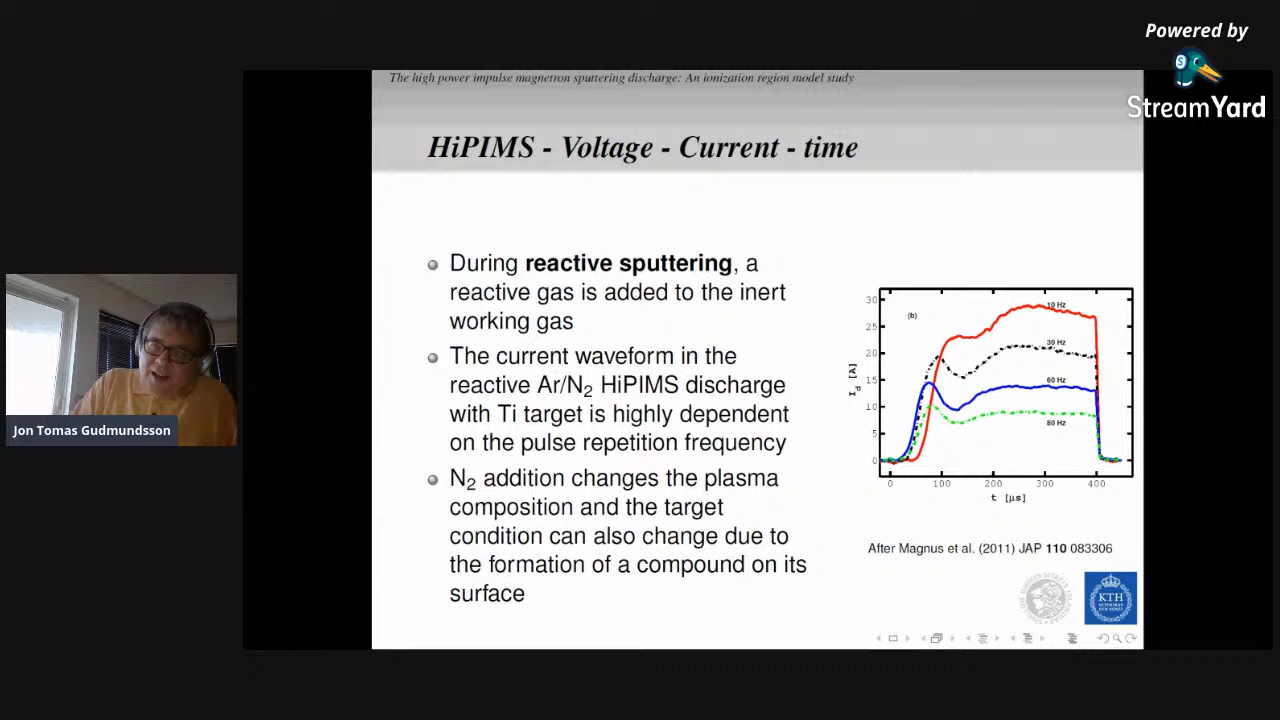 Powered by
StreamYard
The high power impulse magnetron sputtering discharge: An ionization region model study
HiPIMS - Voltage - Current - time
During reactive sputtering, a
reactive gas is added to the inert
working gas
The current waveform in the
reactive Ar/N2 HiPIMS discharge
with Ti target is highly dependent
on the pulse repetition frequency
N2 addition changes the plasma
composition and the target
condition can also change due to
the formation of a compound on its
surface
(b)
10 Hz
30 Hz
60 Hz
80 Hz
30
25
20
15
10
5
0
Id [A]
0 100 200 300 400
t [µs]
After Magnus et al. (2011) JAP 110 083306
KTH
Jon Tomas Gudmundsson